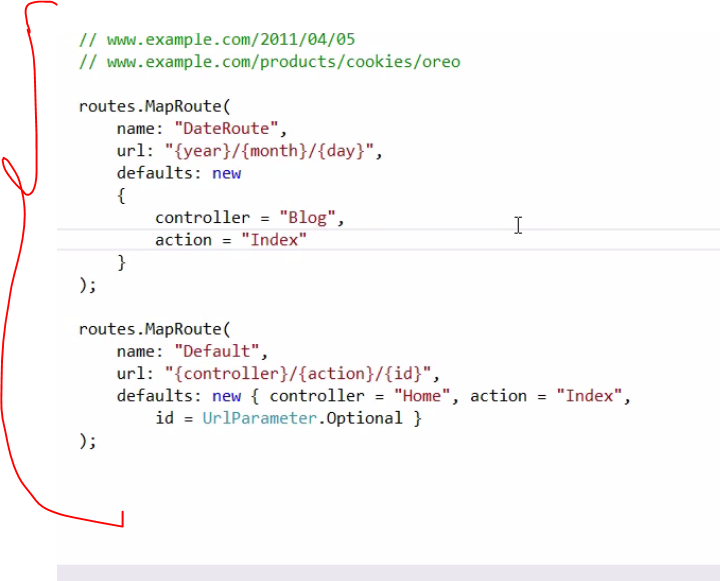 // www.example.com/2011/04/05
// www.example.com/products/cookies/oreo
routes.MapRoute(
name: "DateRoute",
url: "{year}/{month}/{day}",
defaults: new
{
controller = "Blog",
action = "Index"
}
);
routes.MapRoute(
name: "Default",
url: "{controller}/{action}/{id}",
defaults: new { controller = "Home", action = "Index",
id = UrlParameter.Optional }
);